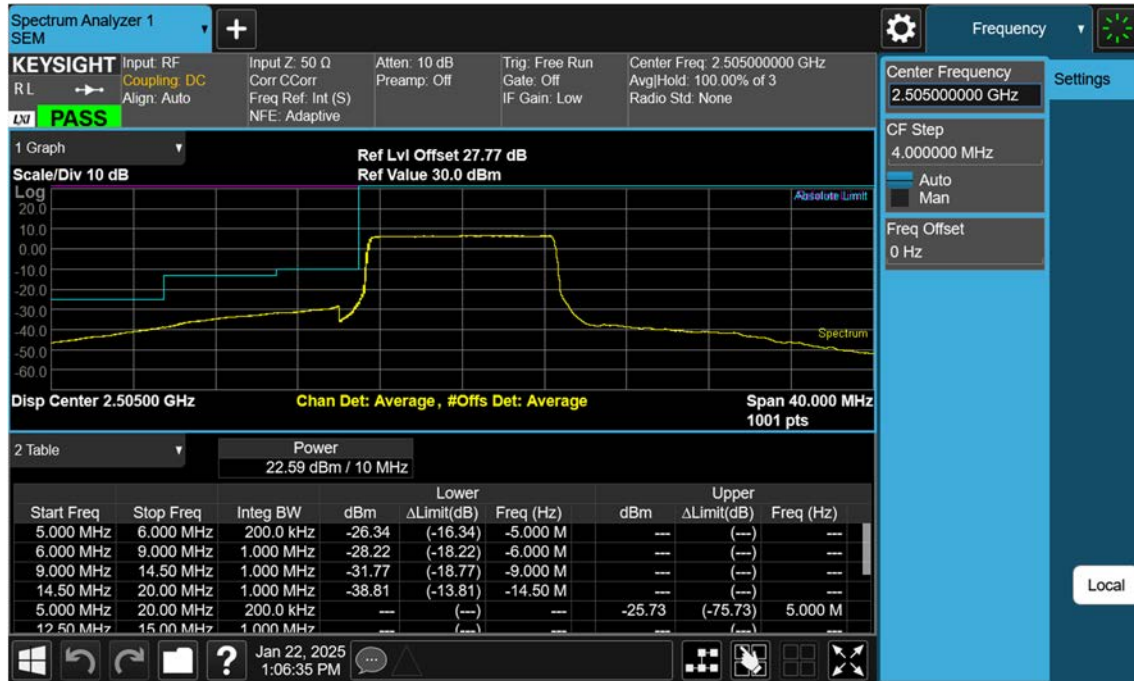 Spectrum Analyzer 1
SEM
+
Frequency
KEYSIGHT
R L
LXI
PASS
Input: RF
Coupling: DC
Align: Auto
Input Z: 50 Ω
Corr CCorr
Freq Ref: Int (S)
NFE: Adaptive
Atten: 10 dB
Preamp: Off
Trig: Free Run
Gate: Off
IF Gain: Low
Center Freq: 2.505000000 GHz
Avg|Hold: 100.00% of 3
Radio Std: None
Center Frequency
2.505000000 GHz
Settings
CF Step
4.000000 MHz
Auto
Man
Freq Offset
0 Hz
Local
1 Graph
Ref Lvl Offset 27.77 dB
Scale/Div 10 dB
Ref Value 30.0 dBm
Log
Absolute Limit
20.0
10.0
0.00
-10.0
-20.0
-30.0
-40.0
-50.0
-60.0
Spectrum
Disp Center 2.50500 GHz
Chan Det: Average, #Offs Det: Average
Span 40.000 MHz
1001 pts
2 Table
Power
22.59 dBm / 10 MHz
Lower Upper
Start Freq Stop Freq Integ BW dBm ΔLimit(dB) Freq (Hz) dBm ΔLimit(dB) Freq (Hz)
5.000 MHz 6.000 MHz 200.0 kHz -26.34 (-16.34) -5.000 M --- (---) ---
6.000 MHz 9.000 MHz 1.000 MHz -28.22 (-18.22) -6.000 M --- (---) ---
9.000 MHz 14.50 MHz 1.000 MHz -31.77 (-18.77) -9.000 M --- (---) ---
14.50 MHz 20.00 MHz 1.000 MHz -38.81 (-13.81) -14.50 M --- (---) ---
5.000 MHz 20.00 MHz 200.0 kHz --- (---) --- -25.73 (-75.73) 5.000 M
12.50 MHz 15.00 MHz 1.000 MHz --- (---) --- --- (---) ---
?
Jan 22, 2025
1:06:35 PM